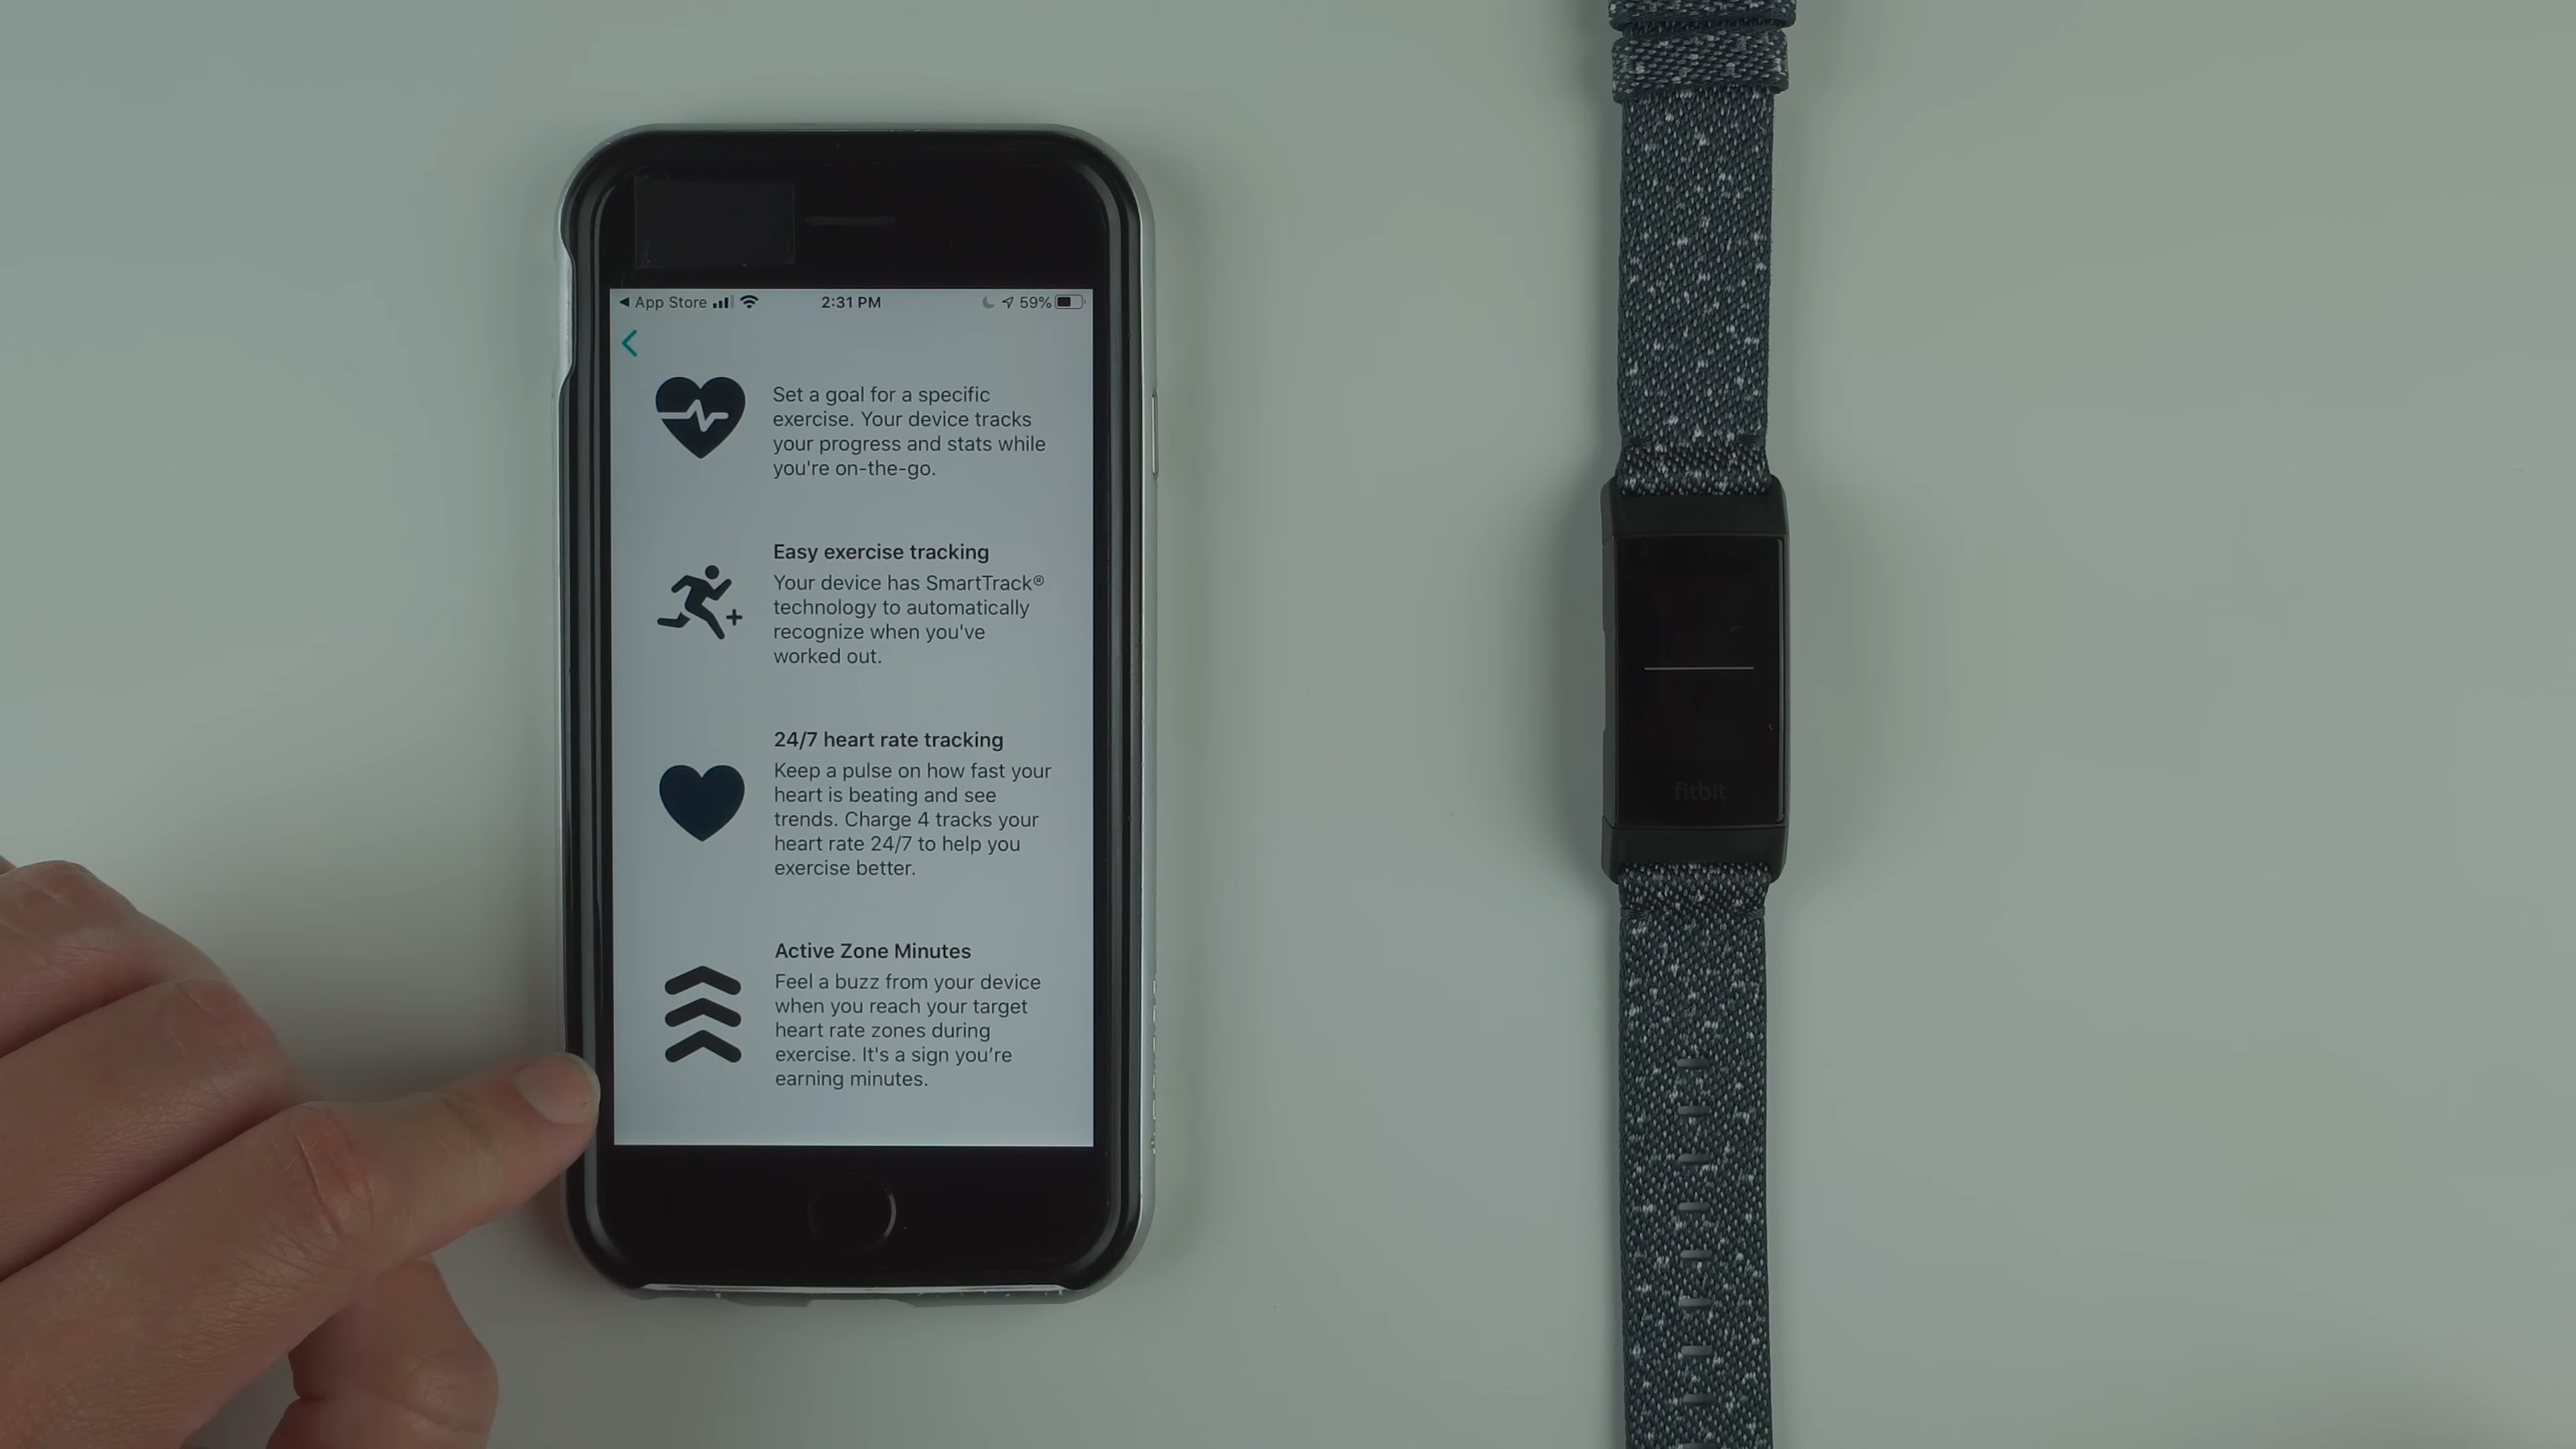 App Store 2:31 PM 59%
Set a goal for a specific
exercise. Your device tracks
your progress and stats while
you're on-the-go.
Easy exercise tracking
Your device has SmartTrack®
technology to automatically
recognize when you've
worked out.
24/7 heart rate tracking
Keep a pulse on how fast your
heart is beating and see
trends. Charge 4 tracks your
heart rate 24/7 to help you
exercise better.
Active Zone Minutes
Feel a buzz from your device
when you reach your target
heart rate zones during
exercise. It's a sign you’re
earning minutes.
fitbit